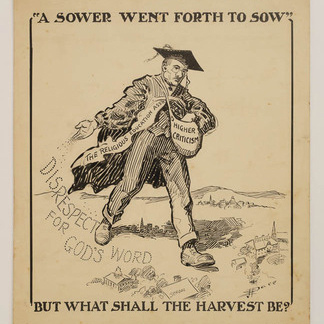 "A SOWER WENT FORTH TO SOW"
THE RELIGIOUS EDUCATION ASS'N
HIGHER
CRITICISM
DISRESPECT
FOR
GOD'S WORD
BUT WHAT SHALL THE HARVEST BE?